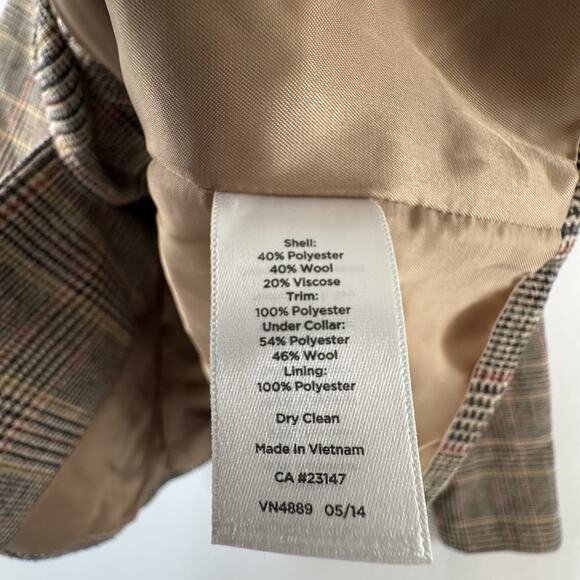 Shell:
40% Polyester
40% Wool
20% Viscose
Trim:
100% Polyester
Under Collar:
54% Polyester
46% Wool
Lining:
100% Polyester
Dry Clean
Made in Vietnam
CA #23147
VN4889 05/14